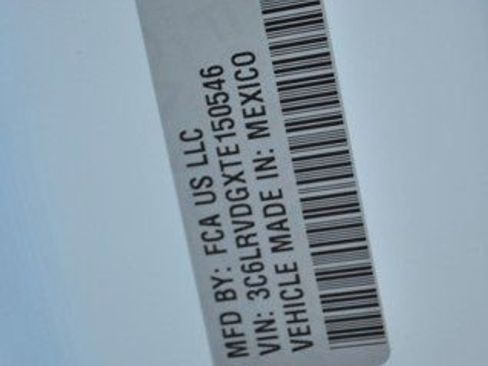 MFD BY: FCA US LLC
VIN: 3C6LRVDGXTE150546
VEHICLE MADE IN: MEXICO